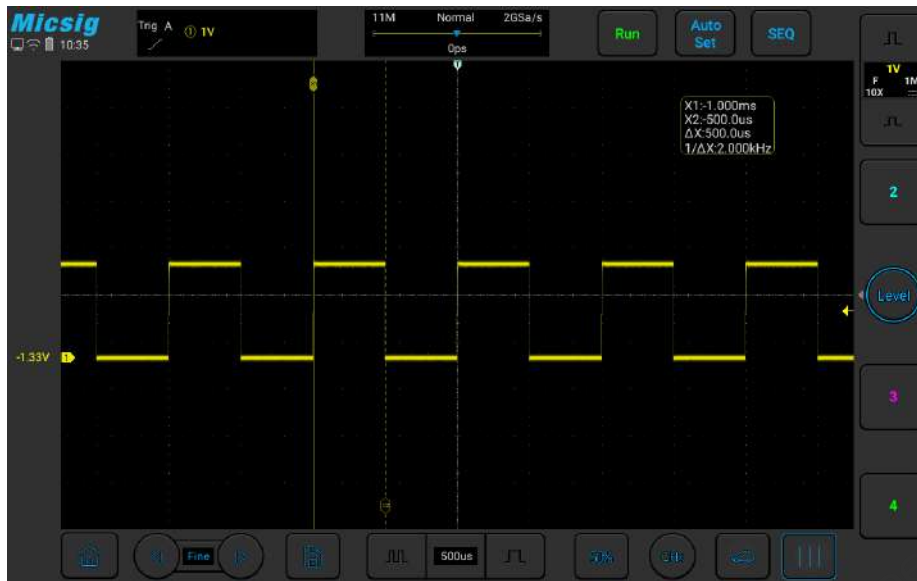 Micsig
10:35
Trig A
① 1V
11M Normal 2GSa/s
0ps
Run
Auto
Set
SEQ
1V
F 1M
10X
X1:-1.000ms
X2:-500.0us
ΔX:500.0us
1/ΔX:2.000kHz
2
Level
-1.33V
1
3
4
Fine
500us
50%